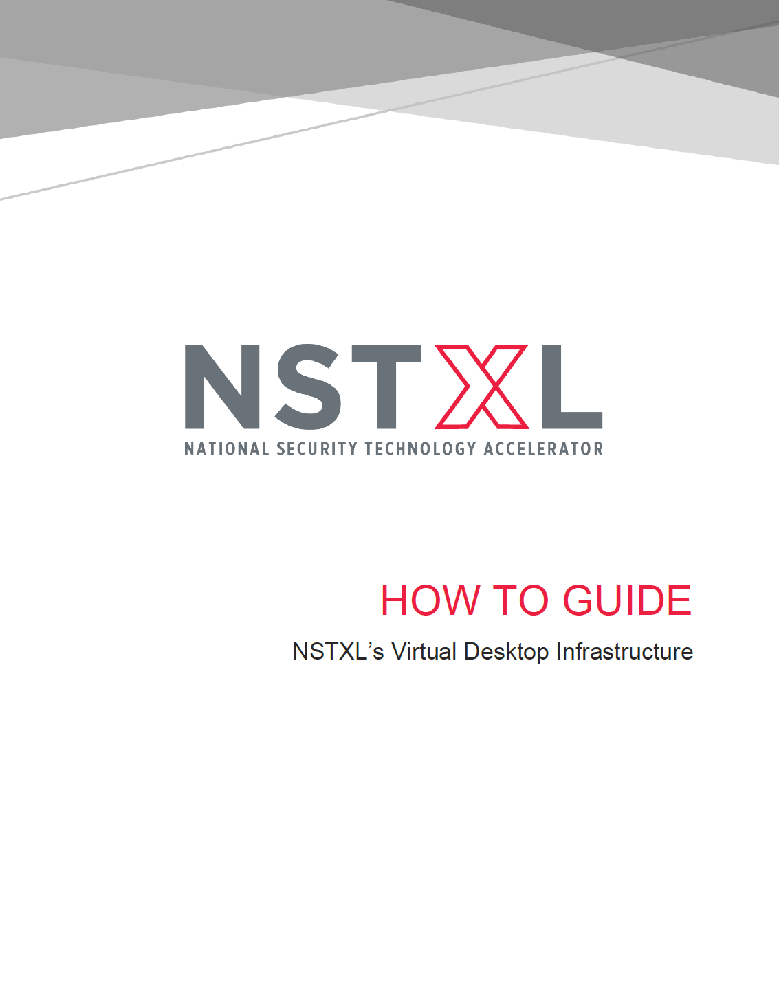 NSTXL
NATIONAL SECURITY TECHNOLOGY ACCELERATOR
HOW TO GUIDE
NSTXL’s Virtual Desktop Infrastructure